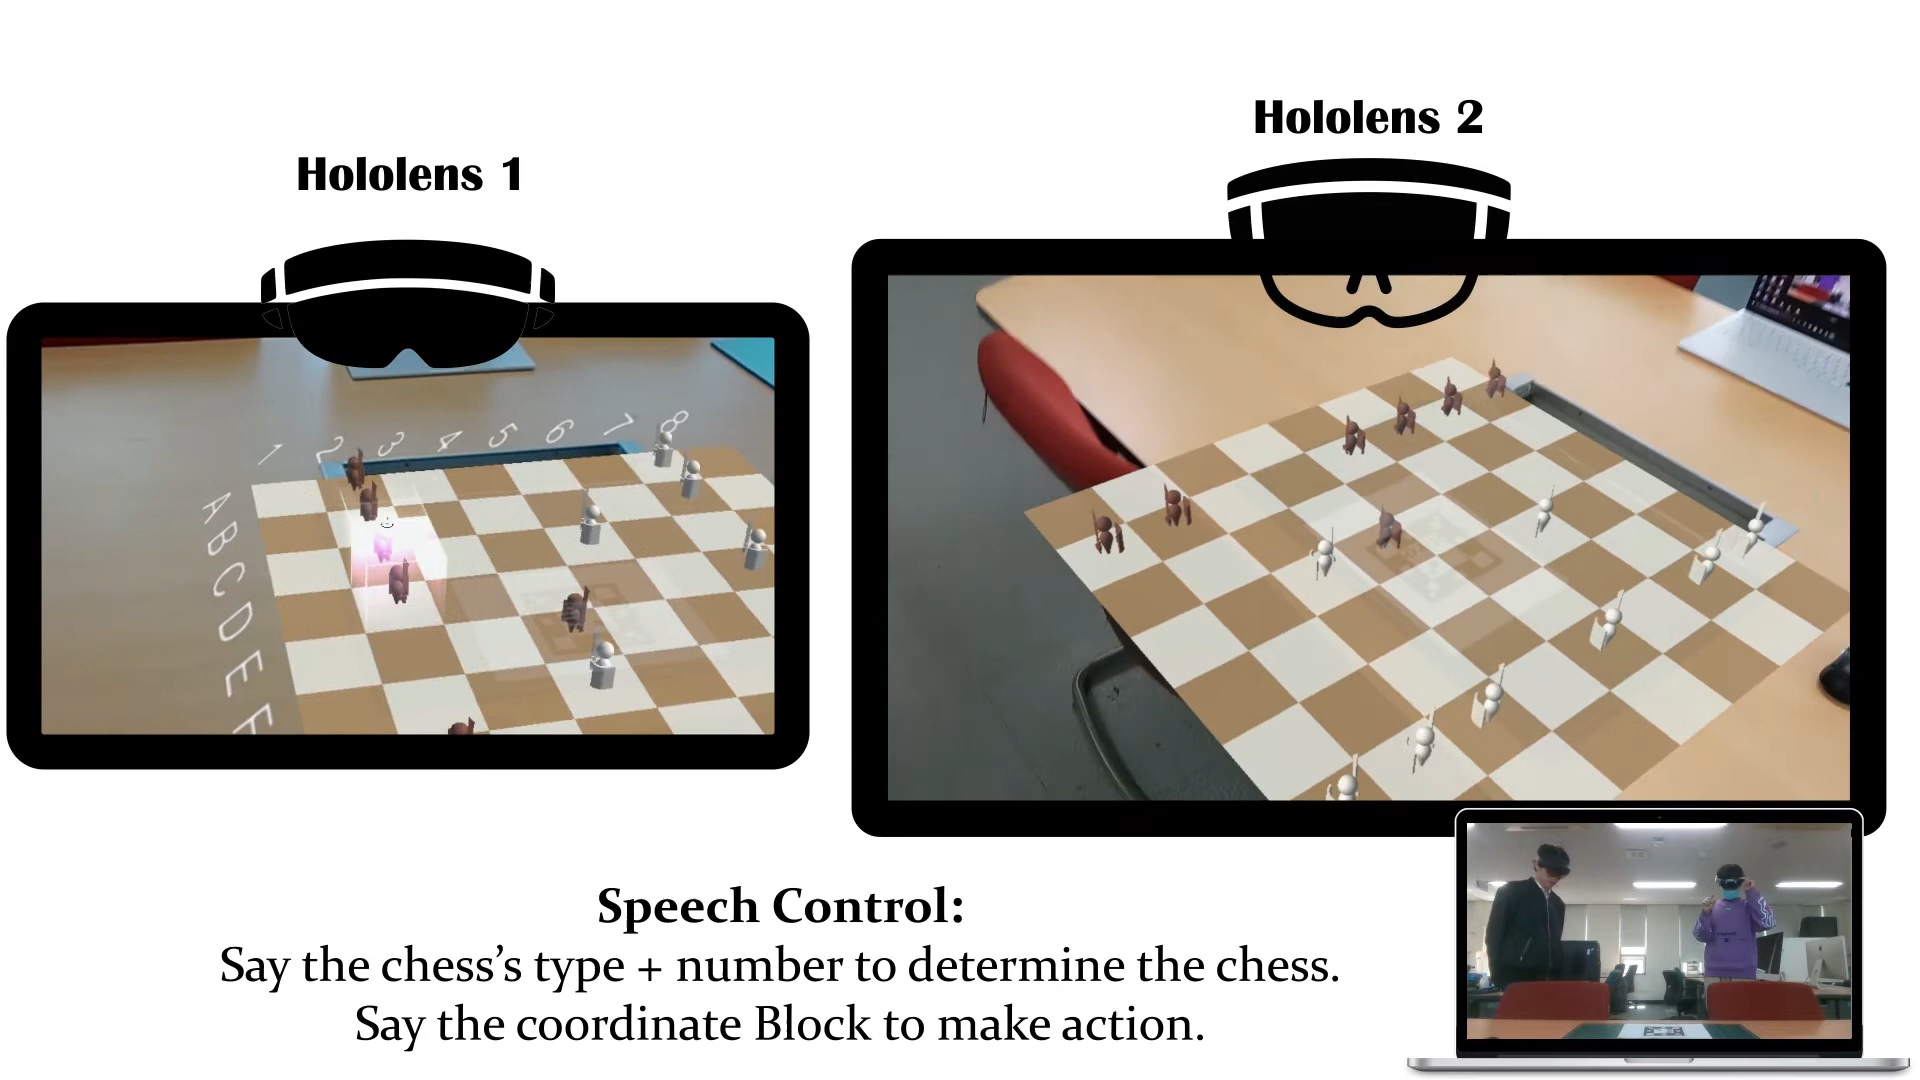 Hololens 1
Hololens 2
1 2 3 4 5 6 7 8
A
B
C
D
E
F
Speech Control:
Say the chess’s type + number to determine the chess.
Say the coordinate Block to make action.